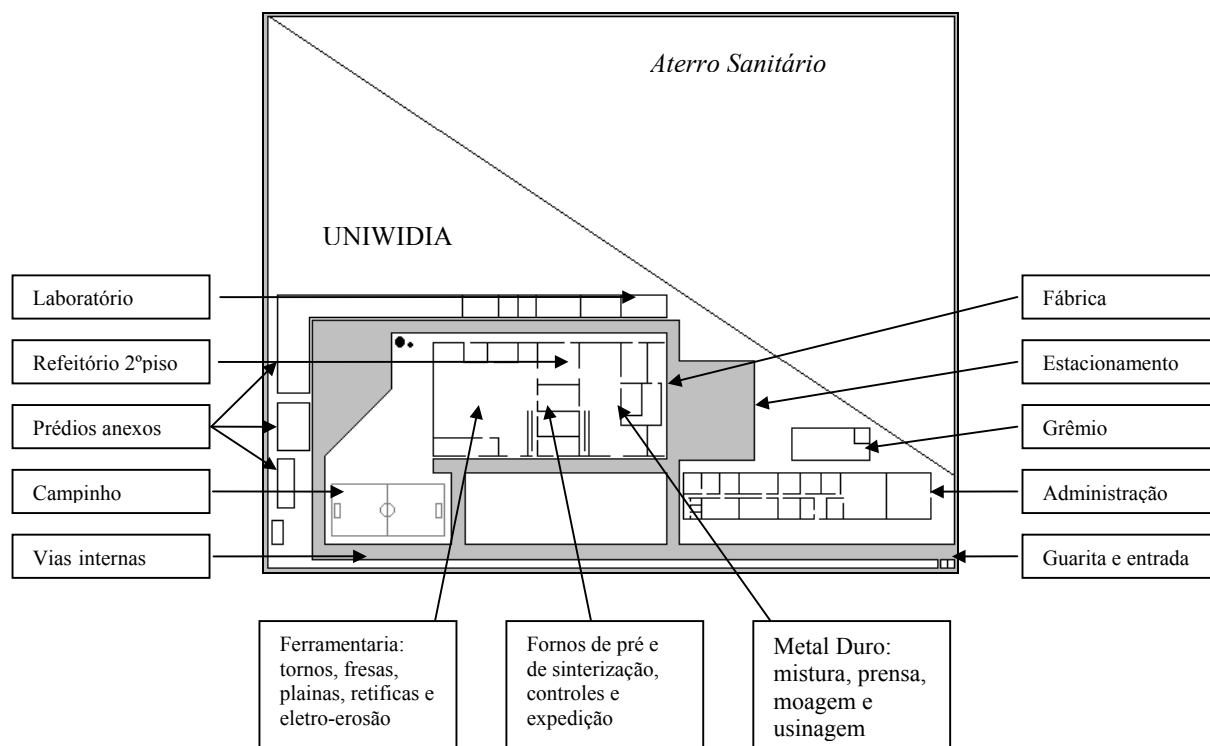 Aterro Sanitário
UNIWIDIA
Laboratório
Refeitório 2ºpiso
Prédios anexos
Campinho
Vias internas
Fábrica
Estacionamento
Grêmio
Administração
Guarita e entrada
Ferramentaria:
tornos, fresas,
plainas, retificas e
eletro-erosão
Fornos de pré e
de sinterização,
controles e
expedição
Metal Duro:
mistura, prensa,
moagem e
usinagem